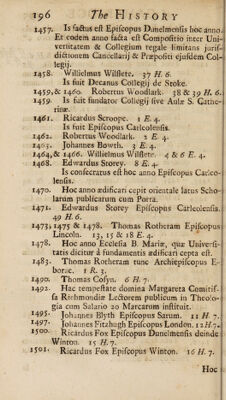 196 The HISTORY
1457. Is factus est Episcopus Dunelmensis hoc anno.
Et eodem anno facta est Compositio inter Uni-
veritatem & Collegium regale limitans juris-
dictionem Cancellarij & Præpositi ejusdem Col-
legij.
1458. Willielmus Wilflete. 37 H. 6.
Is fuit Decanus Collegij de Stoke.
1459, & 1460. Robertus Woodlark. 38 & 39 H. 6.
1459. Is fuit fundator Collegij sive Aulæ S. Cathe-
rinæ.
1461. Ricardus Scroope. 1 E. 4.
Is fuit Episcopus Carleolensis.
1462. Robertus Woodlark. 2 E. 4.
1463. Johannes Bowth. 3 E. 4.
1464, & 1466. Willielmus Wilflete. 4 & 6 E. 4.
1468. Edwardus Storey. 8 E. 4.
Is consecratus est hoc anno Episcopus Carleo-
lensis.
1470. Hoc anno ædificari cepit orientale latus Scho-
larum publicarum cum Porta.
1471. Edwardus Storey Episcopus Carleolensis.
49 H. 6.
1473, 1475 & 1478. Thomas Rotheram Episcopus
Lincoln. 13, 15 & 18 E. 4.
1478. Hoc anno Ecclesia B. Mariæ, quæ Universi-
tatis dicitur à fundamentis ædificari cepta est.
1483. Thomas Rotheram tunc Archiepiscopus E-
borac. 1 R. 3.
1490. Thomas Cosyn. 6 H. 7.
1492. Hac tempestate domina Margareta Comitis-
sa Richmondiæ Lectorem publicum in Theolo-
gia cum Salario 20 Marcarum instituit.
1495. Johannes Blyth Episcopus Sarum. 11 H. 7.
1497. Johannes Fitzhugh Episcopus London. 12 H. 7.
1500. Ricardus Fox Episcopus Dunelmensis deinde
Winton. 15 H. 7.
1501. Ricardus Fox Episcopus Winton. 16 H. 7.
Hoc